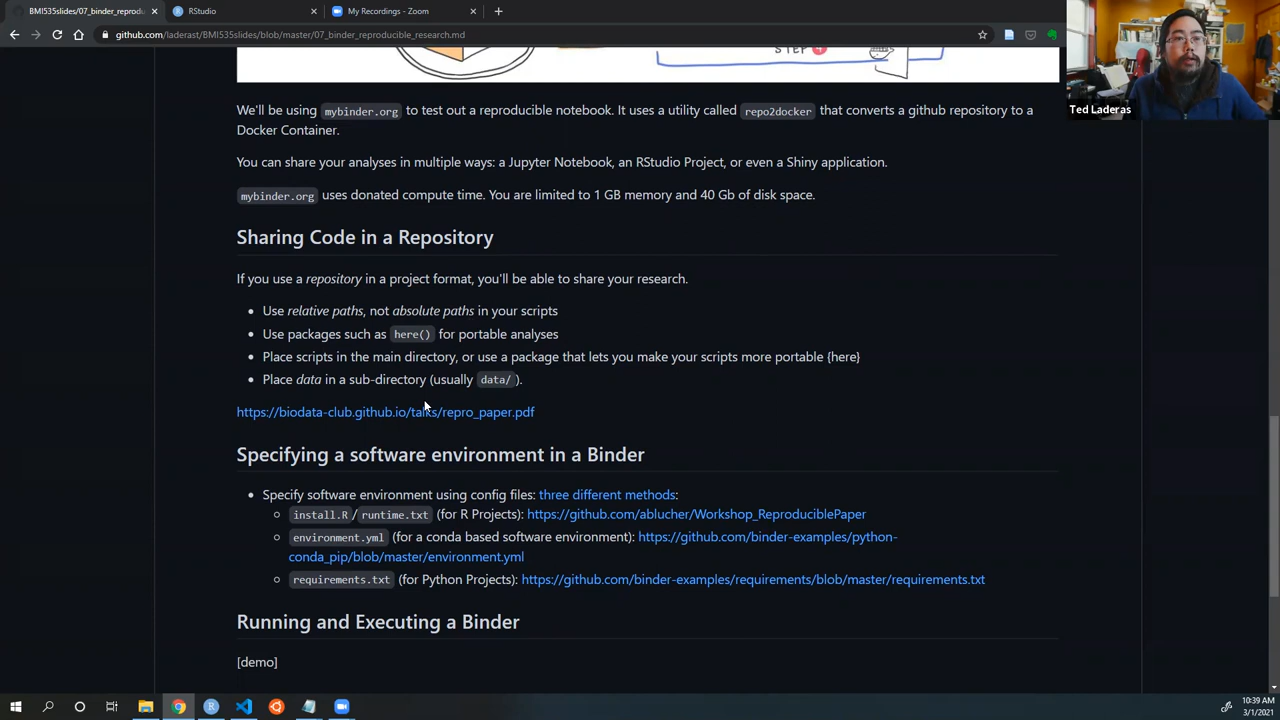 BMI535slides/07_binder_reprodu
RStudio
My Recordings - Zoom
github.com/laderast/BMI535slides/blob/master/07_binder_reproducible_research.md
STEP
Ted Laderas
We'll be using mybinder.org to test out a reproducible notebook. It uses a utility called repo2docker that converts a github repository to a
Docker Container.
You can share your analyses in multiple ways: a Jupyter Notebook, an RStudio Project, or even a Shiny application.
mybinder.org uses donated compute time. You are limited to 1 GB memory and 40 Gb of disk space.
Sharing Code in a Repository
If you use a repository in a project format, you'll be able to share your research.
Use relative paths, not absolute paths in your scripts
Use packages such as here() for portable analyses
Place scripts in the main directory, or use a package that lets you make your scripts more portable {here}
Place data in a sub-directory (usually data/ ).
https://biodata-club.github.io/talks/repro_paper.pdf
Specifying a software environment in a Binder
Specify software environment using config files: three different methods:
install.R/runtime.txt (for R Projects): https://github.com/ablucher/Workshop_ReproduciblePaper
environment.yml (for a conda based software environment): https://github.com/binder-examples/python-
conda_pip/blob/master/environment.yml
requirements.txt (for Python Projects): https://github.com/binder-examples/requirements/blob/master/requirements.txt
Running and Executing a Binder
[demo]
10:39 AM
3/1/2021